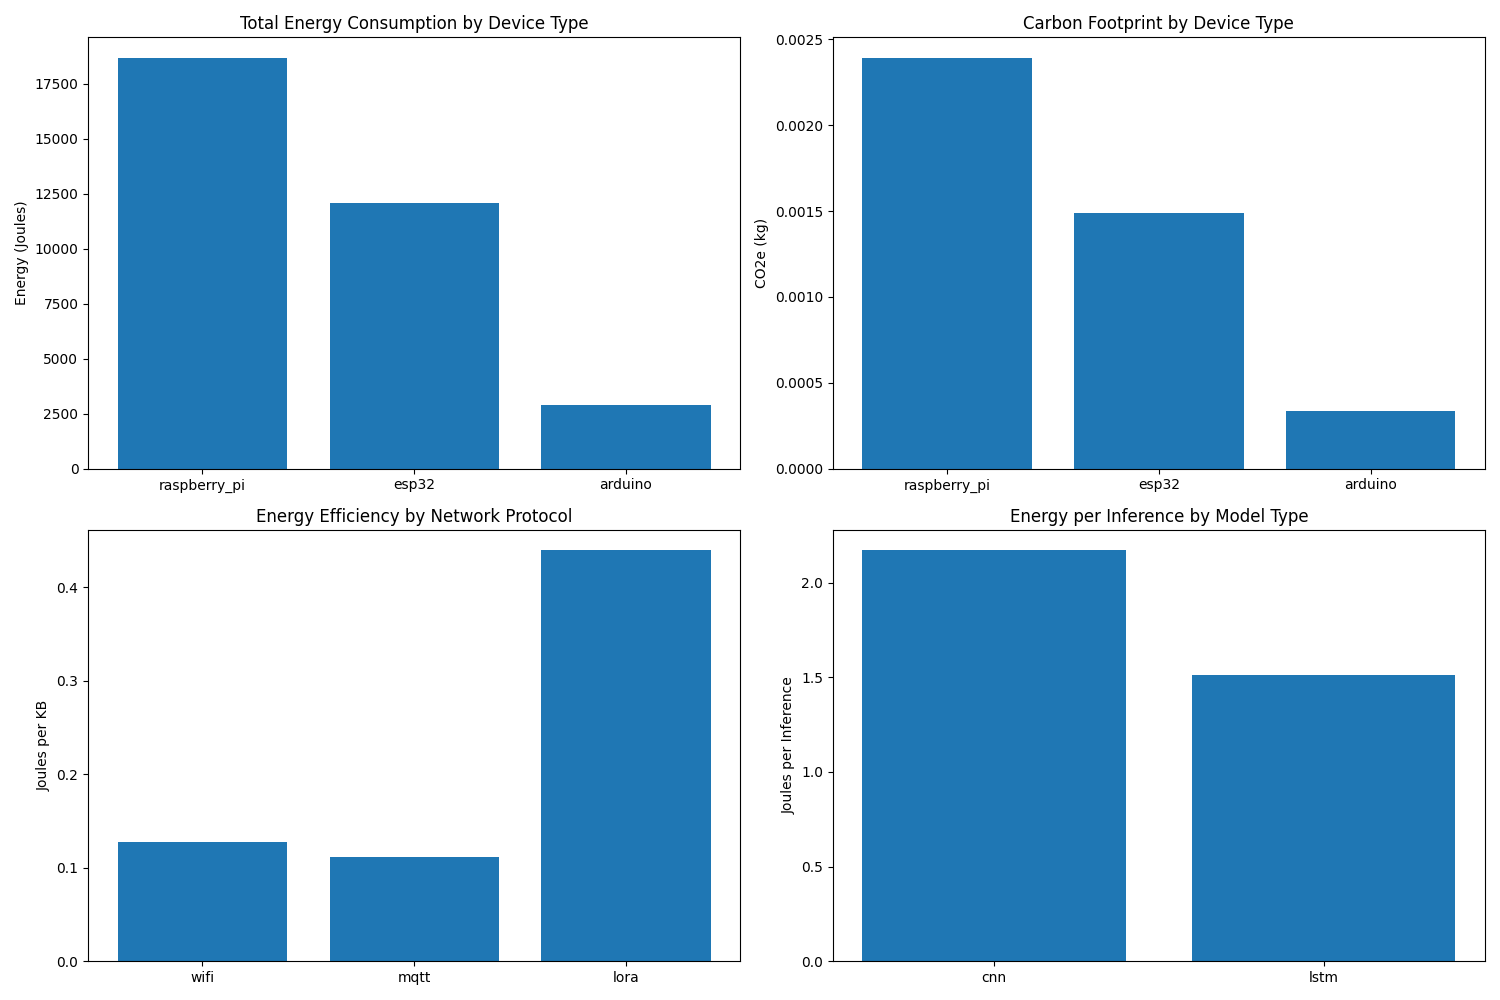 Total Energy Consumption by Device Type
Energy (Joules)
17500
15000
12500
10000
7500
5000
2500
0
raspberry_pi
esp32
arduino
Carbon Footprint by Device Type
CO2e (kg)
0.0025
0.0020
0.0015
0.0010
0.0005
0.0000
raspberry_pi
esp32
arduino
Energy Efficiency by Network Protocol
Joules per KB
0.4
0.3
0.2
0.1
0.0
wifi
mqtt
lora
Energy per Inference by Model Type
Joules per Inference
2.0
1.5
1.0
0.5
0.0
cnn
lstm